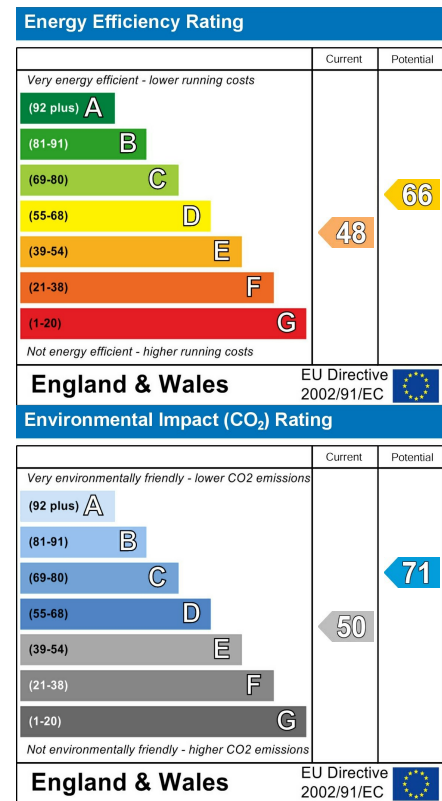 Energy Efficiency Rating
Current Potential
Very energy efficient - lower running costs
(92 plus) A
(81-91) B
(69-80) C
(55-68) D
(39-54) E
(21-38) F
(1-20) G
48
66
Not energy efficient - higher running costs
England & Wales
EU Directive
2002/91/EC
Environmental Impact (CO₂) Rating
Current Potential
Very environmentally friendly - lower CO2 emissions
(92 plus) A
(81-91) B
(69-80) C
(55-68) D
(39-54) E
(21-38) F
(1-20) G
50
71
Not environmentally friendly - higher CO2 emissions
England & Wales
EU Directive
2002/91/EC